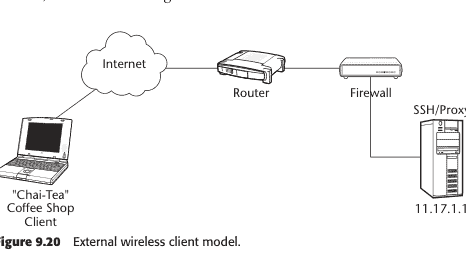 Internet
Router
Firewall
SSH/Proxy
11.17.1.1
"Chai-Tea"
Coffee Shop
Client
igure 9.20 External wireless client model.